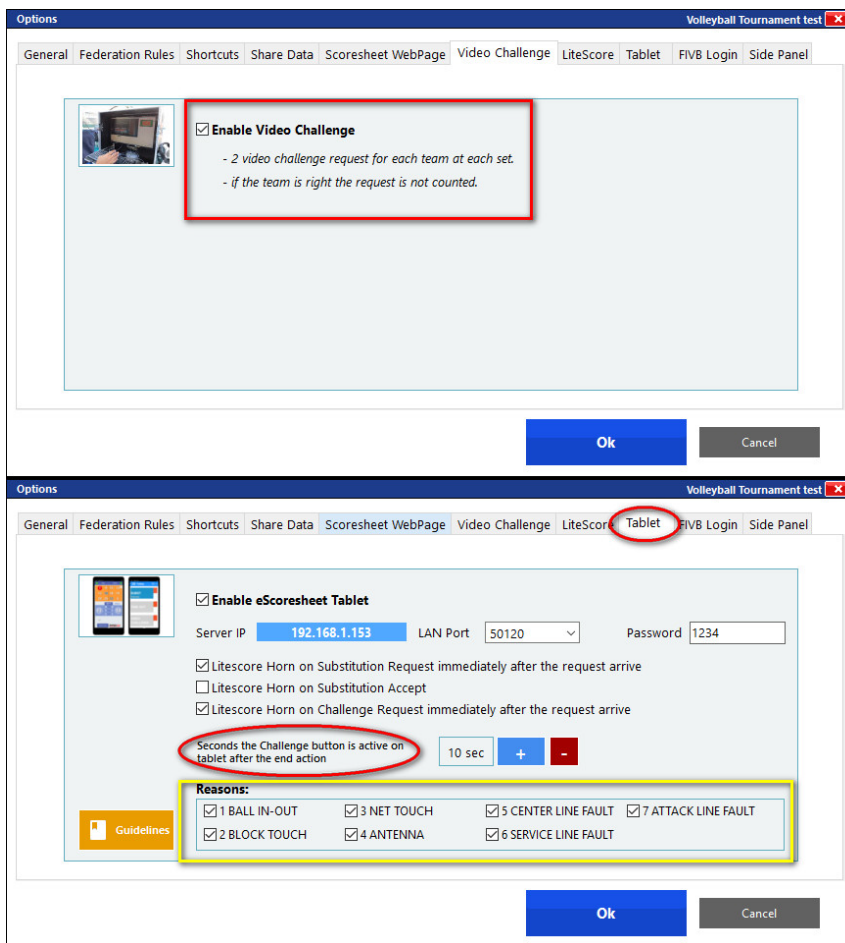 Options Volleyball Tournament test
General Federation Rules Shortcuts Share Data Scoresheet WebPage Video Challenge LiteScore Tablet FIVB Login Side Panel
Enable Video Challenge
- 2 video challenge request for each team at each set.
- if the team is right the request is not counted.
Ok Cancel
Options Volleyball Tournament test
General Federation Rules Shortcuts Share Data Scoresheet WebPage Video Challenge LiteScore Tablet FIVB Login Side Panel
Enable eScoresheet Tablet
Server IP 192.168.1.153 LAN Port 50120 Password 1234
Litescore Horn on Substitution Request immediately after the request arrive
Litescore Horn on Substitution Accept
Litescore Horn on Challenge Request immediately after the request arrive
Seconds the Challenge button is active on
tablet after the end action
10 sec + -
Reasons:
1 BALL IN-OUT 3 NET TOUCH 5 CENTER LINE FAULT 7 ATTACK LINE FAULT
2 BLOCK TOUCH 4 ANTENNA 6 SERVICE LINE FAULT
Guidelines
Ok Cancel